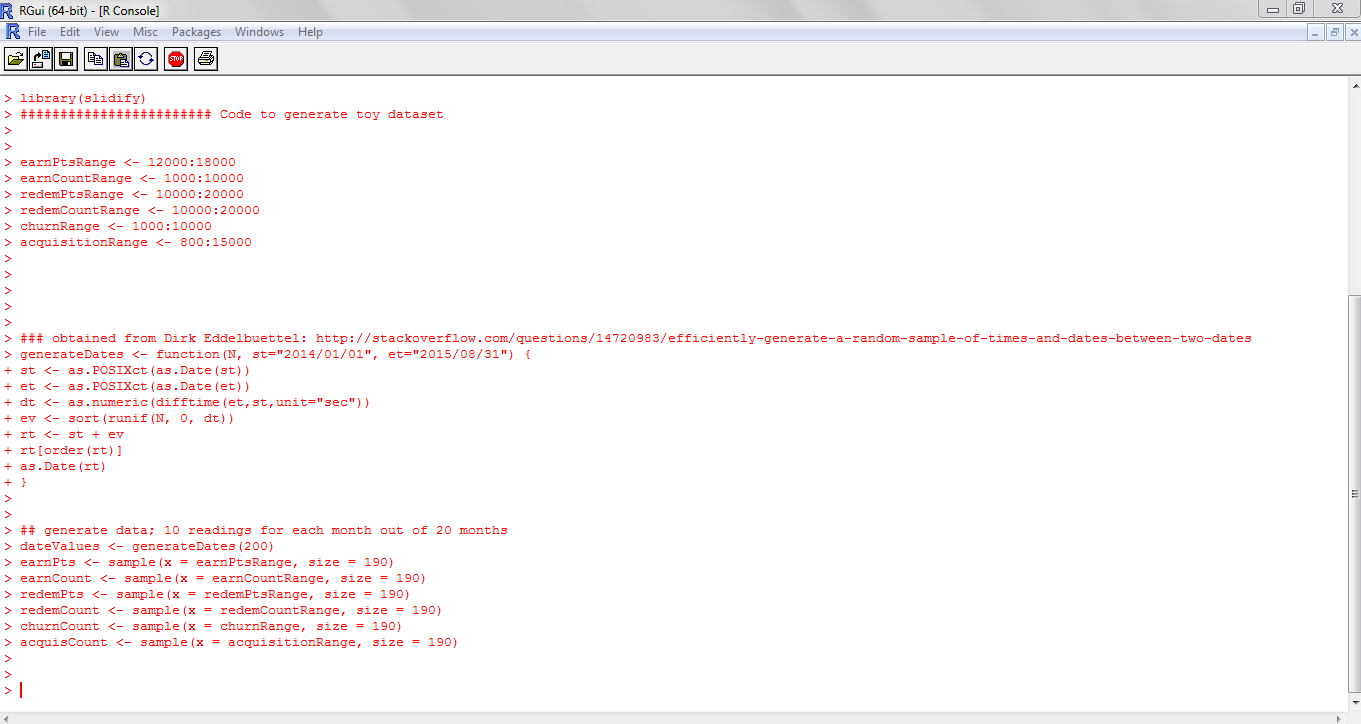 RGui (64-bit) - [R Console]
File Edit View Misc Packages Windows Help
STOP
> library(slidify)
> ######################## Code to generate toy dataset
>
>
> earnPtsRange <- 12000:18000
> earnCountRange <- 1000:10000
> redemPtsRange <- 10000:20000
> redemCountRange <- 10000:20000
> churnRange <- 1000:10000
> acquisitionRange <- 800:15000
>
>
>
>
>
> ### obtained from Dirk Eddelbuettel: http://stackoverflow.com/questions/14720983/efficiently-generate-a-random-sample-of-times-and-dates-between-two-dates
> generateDates <- function(N, st="2014/01/01", et="2015/08/31") {
+ st <- as.POSIXct(as.Date(st))
+ et <- as.POSIXct(as.Date(et))
+ dt <- as.numeric(difftime(et,st,unit="sec"))
+ ev <- sort(runif(N, 0, dt))
+ rt <- st + ev
+ rt[order(rt)]
+ as.Date(rt)
+ }
>
>
> ## generate data; 10 readings for each month out of 20 months
> dateValues <- generateDates(200)
> earnPts <- sample(x = earnPtsRange, size = 190)
> earnCount <- sample(x = earnCountRange, size = 190)
> redemPts <- sample(x = redemPtsRange, size = 190)
> redemCount <- sample(x = redemCountRange, size = 190)
> churnCount <- sample(x = churnRange, size = 190)
> acquisCount <- sample(x = acquisitionRange, size = 190)
>
>
>